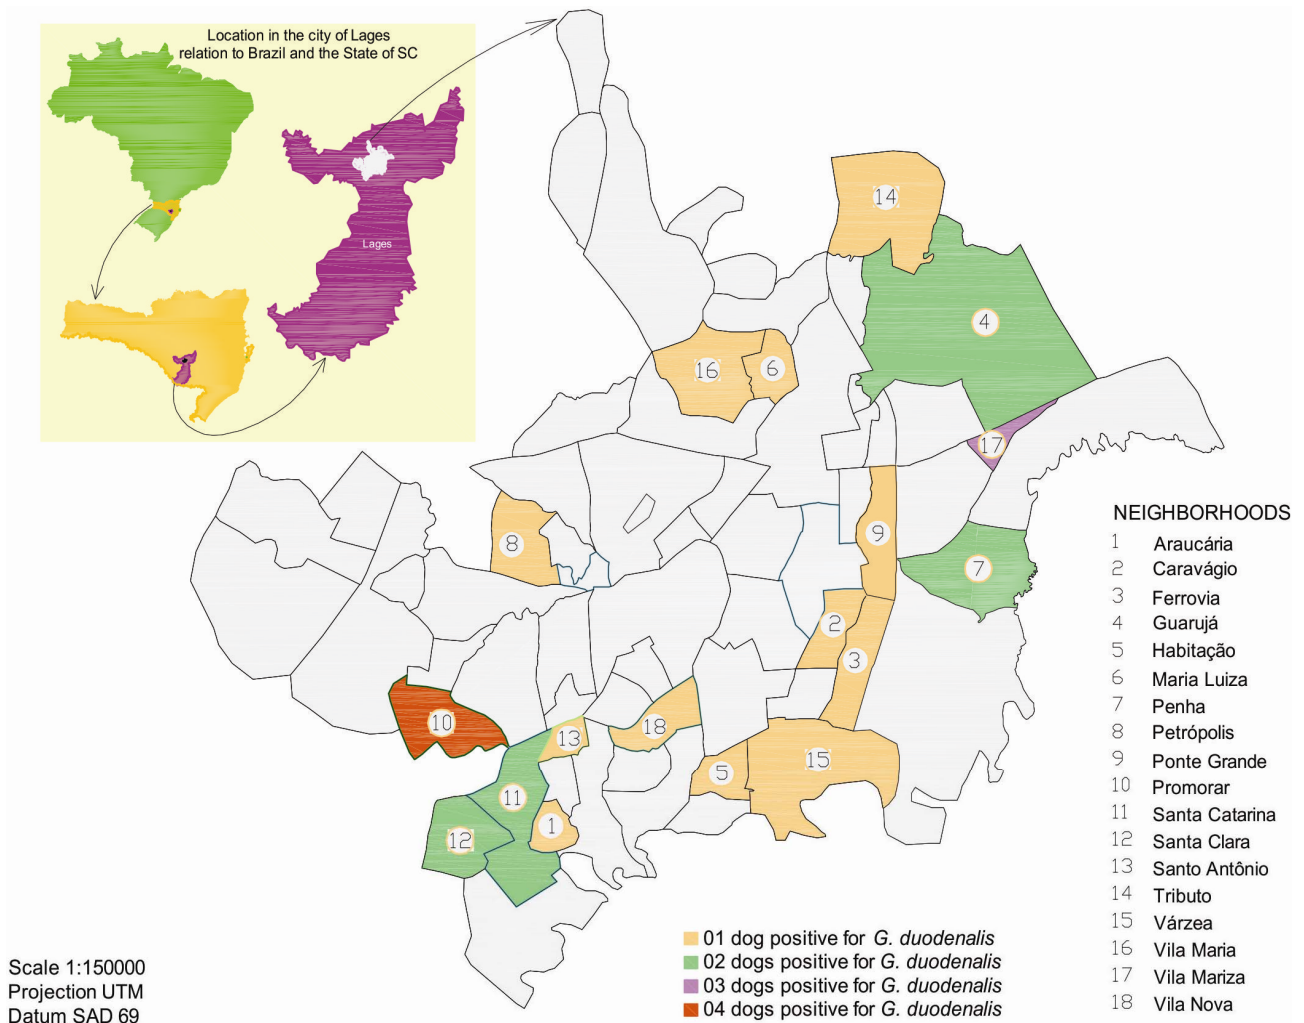 Location in the city of Lages
relation to Brazil and the State of SC
Lages
14
4
16
6
17
8
9
7
2
3
10
18
13
15
5
11
1
12
NEIGHBORHOODS
1 Araucária
2 Caravágio
3 Ferrovia
4 Guarujá
5 Habitação
6 Maria Luiza
7 Penha
8 Petrópolis
9 Ponte Grande
10 Promorar
11 Santa Catarina
12 Santa Clara
13 Santo Antônio
14 Tributo
15 Várzea
16 Vila Maria
17 Vila Mariza
18 Vila Nova
01 dog positive for G. duodenalis
02 dogs positive for G. duodenalis
03 dogs positive for G. duodenalis
04 dogs positive for G. duodenalis
Scale 1:150000
Projection UTM
Datum SAD 69